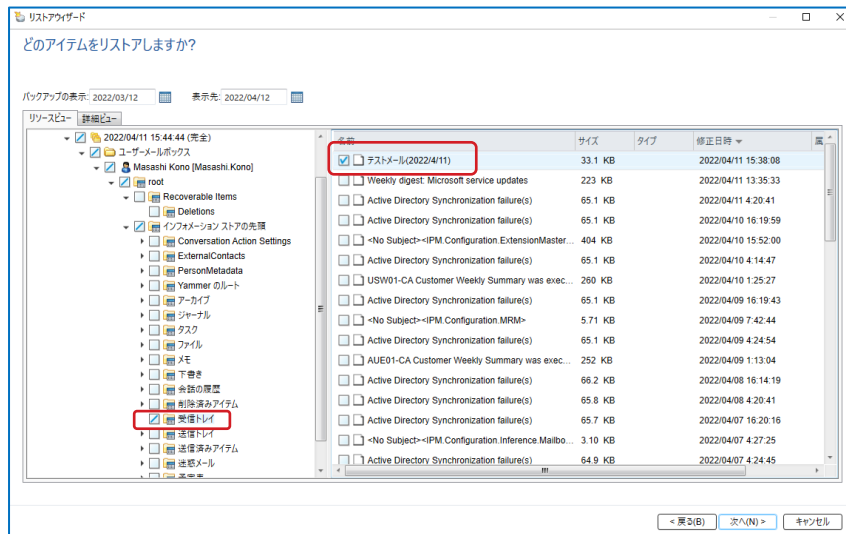 リストアウィザード
どのアイテムをリストアしますか?
バックアップの表示: 2022/03/12 表示先: 2022/04/12
リソースビュー 詳細ビュー
2022/04/11 15:44:44 (完全)
ユーザーメールボックス
Masashi Kono [Masashi.Kono]
root
Recoverable Items
Deletions
インフォメーション ストアの先頭
Conversation Action Settings
ExternalContacts
PersonMetadata
Yammer のルート
アーカイブ
ジャーナル
タスク
ファイル
メモ
下書き
会話の履歴
削除済みアイテム
受信トレイ
送信トレイ
送信済みアイテム
迷惑メール
名前 サイズ タイプ 修正日時 属
テストメール(2022/4/11) 33.1 KB 2022/04/11 15:38:08
Weekly digest: Microsoft service updates 223 KB 2022/04/11 13:35:33
Active Directory Synchronization failure(s) 65.1 KB 2022/04/11 4:20:41
Active Directory Synchronization failure(s) 65.1 KB 2022/04/10 16:19:59
<No Subject><IPM.Configuration.ExtensionMaster... 404 KB 2022/04/10 15:52:00
Active Directory Synchronization failure(s) 65.1 KB 2022/04/10 4:14:47
USW01-CA Customer Weekly Summary was exec... 260 KB 2022/04/10 1:25:27
Active Directory Synchronization failure(s) 65.1 KB 2022/04/09 16:19:43
<No Subject><IPM.Configuration.MRM> 5.71 KB 2022/04/09 7:42:44
Active Directory Synchronization failure(s) 65.1 KB 2022/04/09 4:24:54
AUE01-CA Customer Weekly Summary was exec... 252 KB 2022/04/09 1:13:04
Active Directory Synchronization failure(s) 66.2 KB 2022/04/08 16:14:19
Active Directory Synchronization failure(s) 65.8 KB 2022/04/08 4:20:41
Active Directory Synchronization failure(s) 65.7 KB 2022/04/07 16:20:16
<No Subject><IPM.Configuration.Inference.Mailbo... 3.10 KB 2022/04/07 4:27:25
Active Directory Synchronization failure(s) 64.9 KB 2022/04/07 4:24:45
< 戻る(B) 次へ(N) > キャンセル